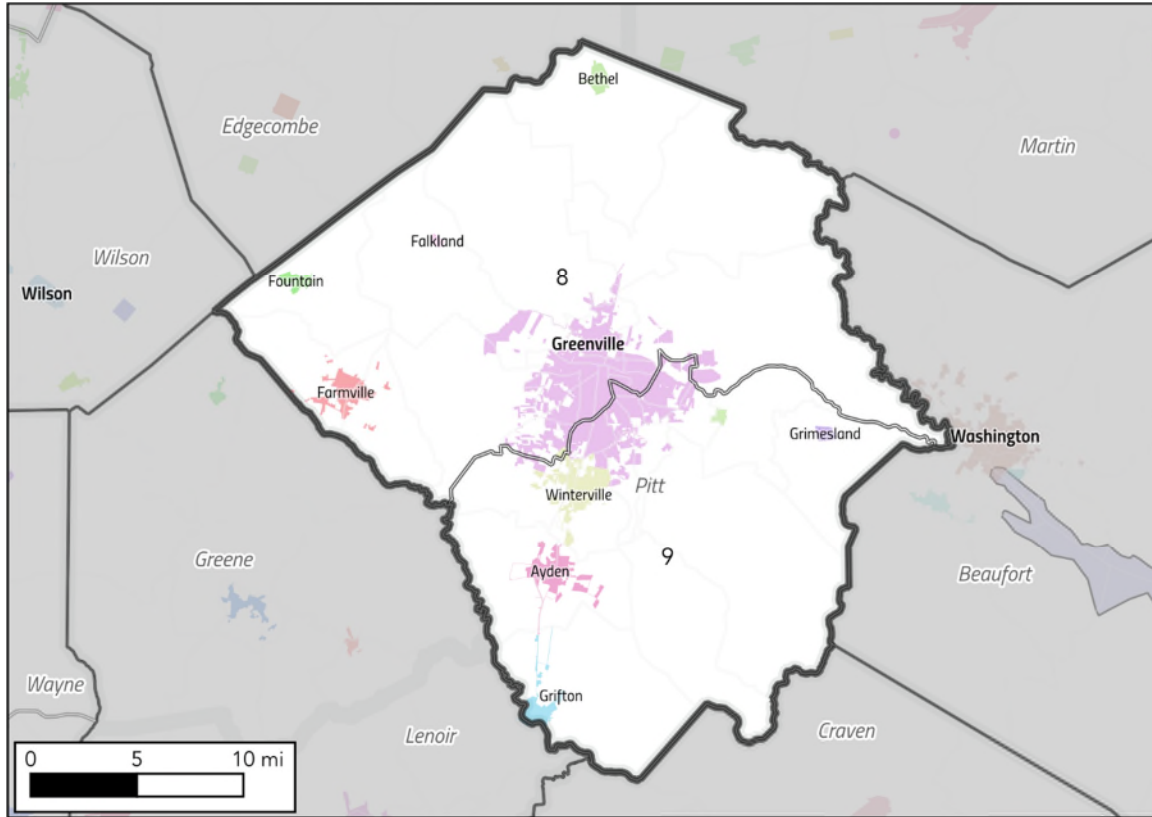 Bethel
Edgecombe
Martin
Falkland
Wilson
8
Fountain
Wilson
Greenville
Farmville
Grimesland
Washington
Pitt
Winterville
9
Greene
Ayden
Beaufort
Wayne
Grifton
Lenoir
Craven
0 5 10 mi